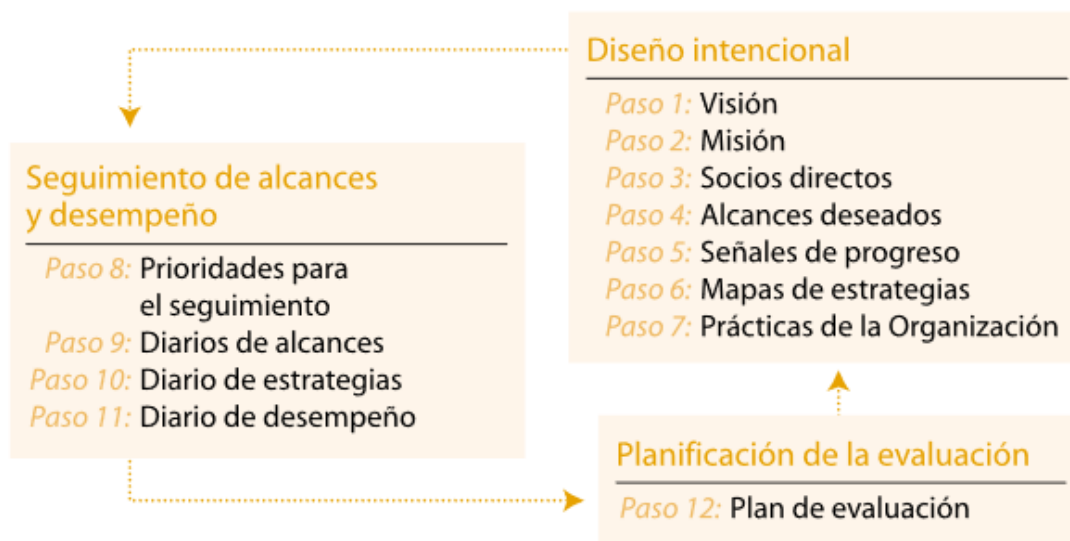 Diseño intencional
Paso 1: Visión
Paso 2: Misión
Paso 3: Socios directos
Paso 4: Alcances deseados
Paso 5: Señales de progreso
Paso 6: Mapas de estrategias
Paso 7: Prácticas de la Organización
Seguimiento de alcances
y desempeño
Paso 8: Prioridades para
el seguimiento
Paso 9: Diarios de alcances
Paso 10: Diario de estrategias
Paso 11: Diario de desempeño
Planificación de la evaluación
Paso 12: Plan de evaluación